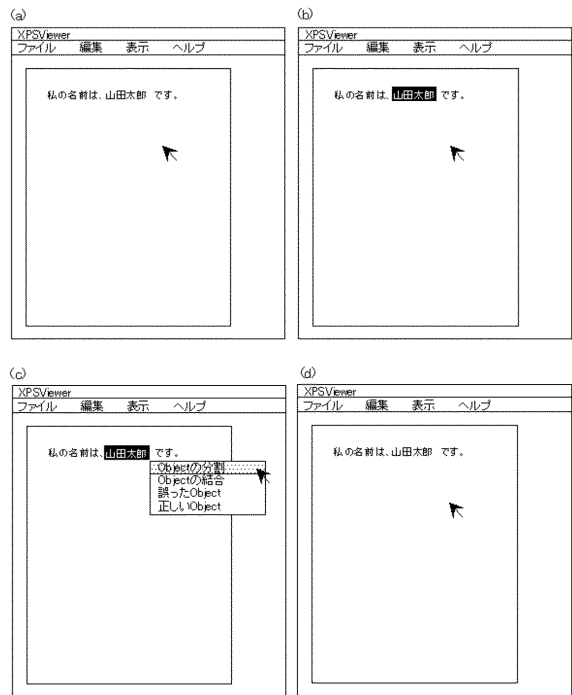 (a)
XPSViewer
ファイル 編集 表示 ヘルプ
私の名前は、山田太郎 です。
(b)
XPSViewer
ファイル 編集 表示 ヘルプ
私の名前は、山田太郎 です。
(c)
XPSViewer
ファイル 編集 表示 ヘルプ
私の名前は、山田太郎 です。
Objectの分割
Objectの結合
誤ったObject
正しいObject
(d)
XPSViewer
ファイル 編集 表示 ヘルプ
私の名前は、山田太郎 です。